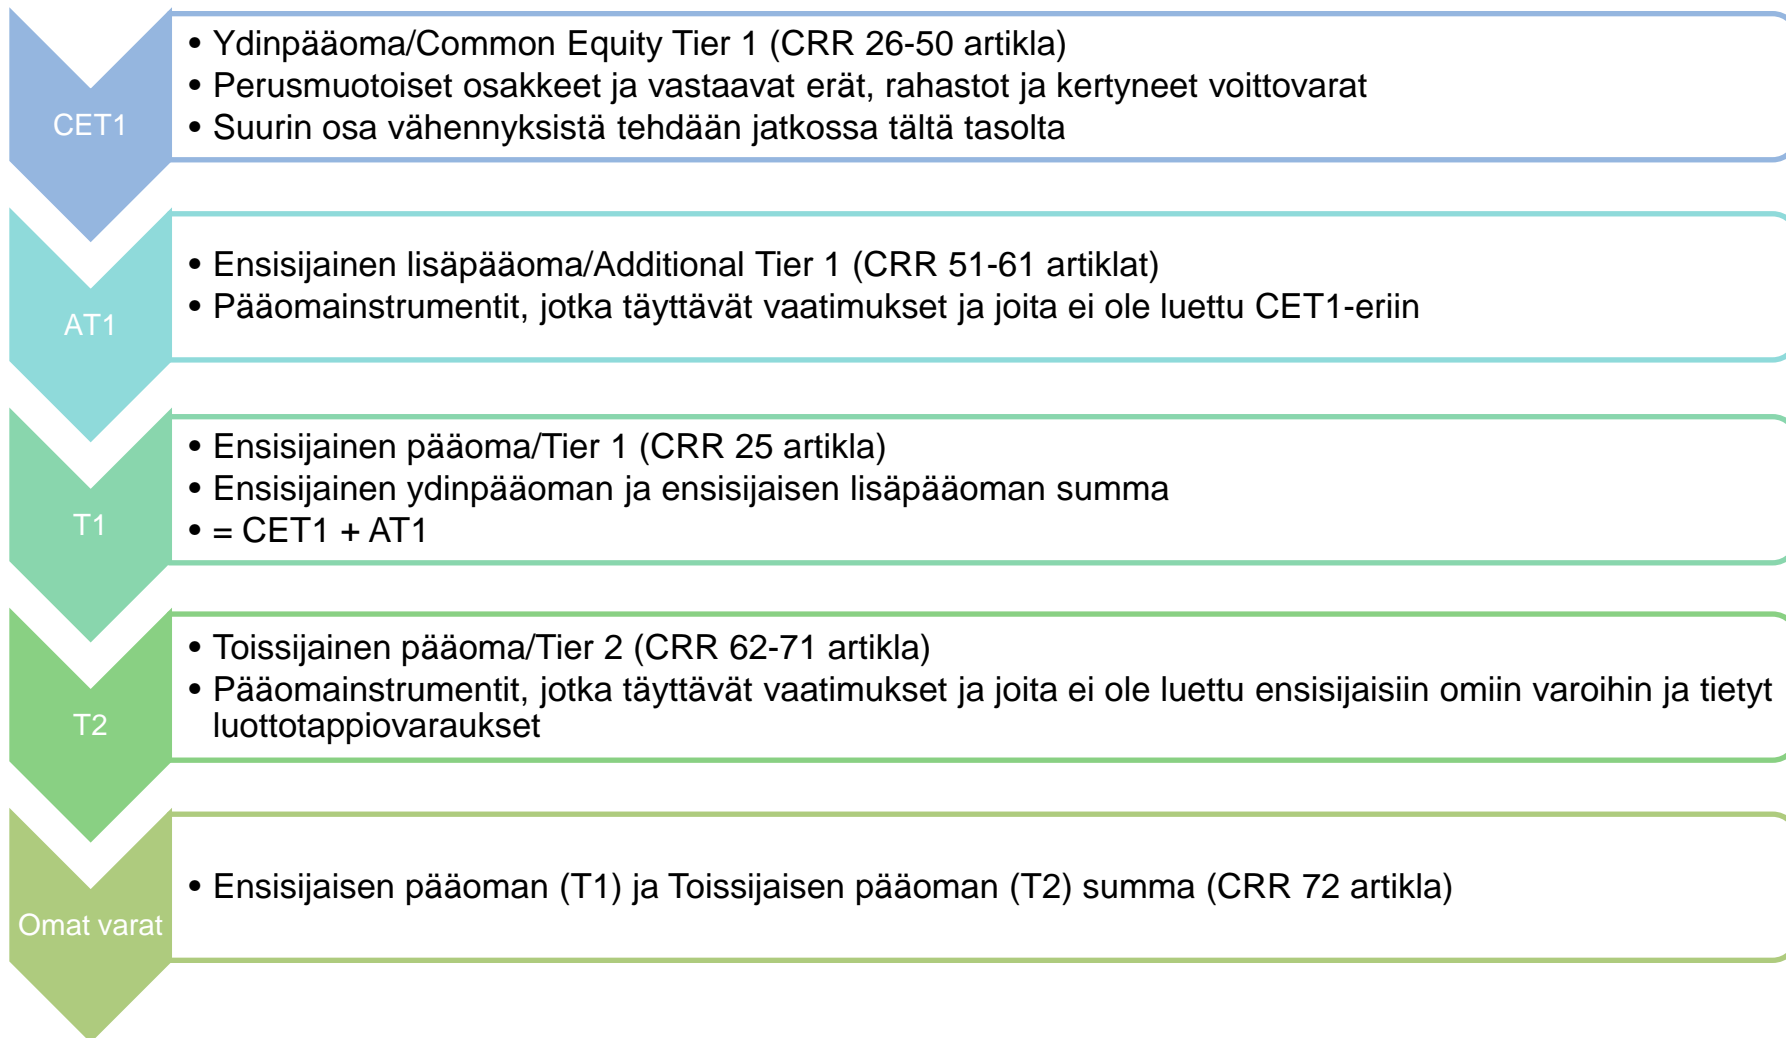 CET1
• Ydinpääoma/Common Equity Tier 1 (CRR 26-50 artikla)
• Perusmuotoiset osakkeet ja vastaavat erät, rahastot ja kertyneet voittovarat
• Suurin osa vähennyksistä tehdään jatkossa tältä tasolta
AT1
• Ensisijainen lisäpääoma/Additional Tier 1 (CRR 51-61 artiklat)
• Pääomainstrumentit, jotka täyttävät vaatimukset ja joita ei ole luettu CET1-eriin
T1
• Ensisijainen pääoma/Tier 1 (CRR 25 artikla)
• Ensisijainen ydinpääoman ja ensisijaisen lisäpääoman summa
• = CET1 + AT1
T2
• Toissijainen pääoma/Tier 2 (CRR 62-71 artikla)
• Pääomainstrumentit, jotka täyttävät vaatimukset ja joita ei ole luettu ensisijaisiin omiin varoihin ja tietyt
luottotappiovaraukset
Omat varat
• Ensisijaisen pääoman (T1) ja Toissijaisen pääoman (T2) summa (CRR 72 artikla)